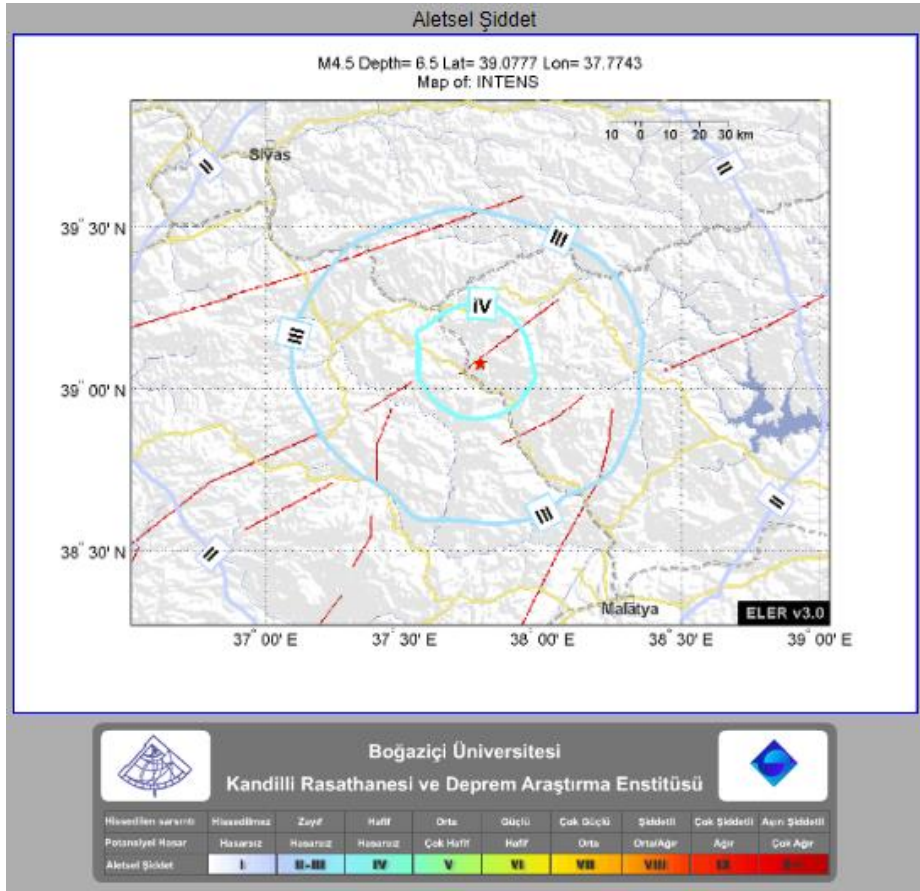 Aletsel Şiddet
M4.5 Depth= 6.5 Lat= 39.0777 Lon= 37.7743
Map of: INTENS
10 0 10 20 30 km
II
Sivas
II
39° 30' N
III
IV
III
39° 00' N
II
III
38° 30' N
II
Malatya
ELER v3.0
37° 00' E 37° 30' E 38° 00' E 38° 30' E 39° 00' E
Boğaziçi Üniversitesi
Kandilli Rasathanesi ve Deprem Araştırma Enstitüsü
Hissedilen sarsıntı Hissedilmez Zayıf Hafif Orta Güçlü Çok Güçlü Şiddetli Çok Şiddetli Aşırı Şiddetli
Potansiyel Hasar Hasarsız Hasarsız Hasarsız Çok Hafif Hafif Orta Orta/Ağır Ağır Çok Ağır
Aletsel Şiddet I II-III IV V VI VII VIII IX